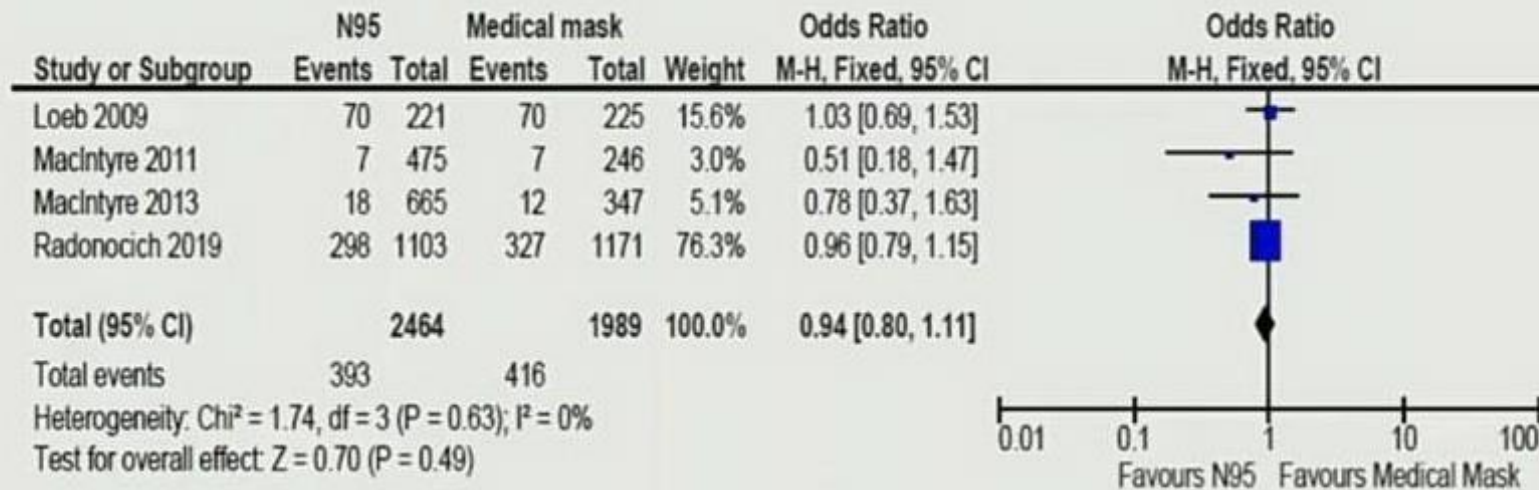 N95 Medical mask Odds Ratio Odds Ratio
Study or Subgroup Events Total Events Total Weight M-H, Fixed, 95% CI M-H, Fixed, 95% CI
Loeb 2009 70 221 70 225 15.6% 1.03 [0.69, 1.53]
MacIntyre 2011 7 475 7 246 3.0% 0.51 [0.18, 1.47]
MacIntyre 2013 18 665 12 347 5.1% 0.78 [0.37, 1.63]
Radonocich 2019 298 1103 327 1171 76.3% 0.96 [0.79, 1.15]
Total (95% CI) 2464 1989 100.0% 0.94 [0.80, 1.11]
Total events 393 416
Heterogeneity: Chi² = 1.74, df = 3 (P = 0.63); I² = 0%
Test for overall effect: Z = 0.70 (P = 0.49)
0.01 0.1 1 10 100
Favours N95 Favours Medical Mask